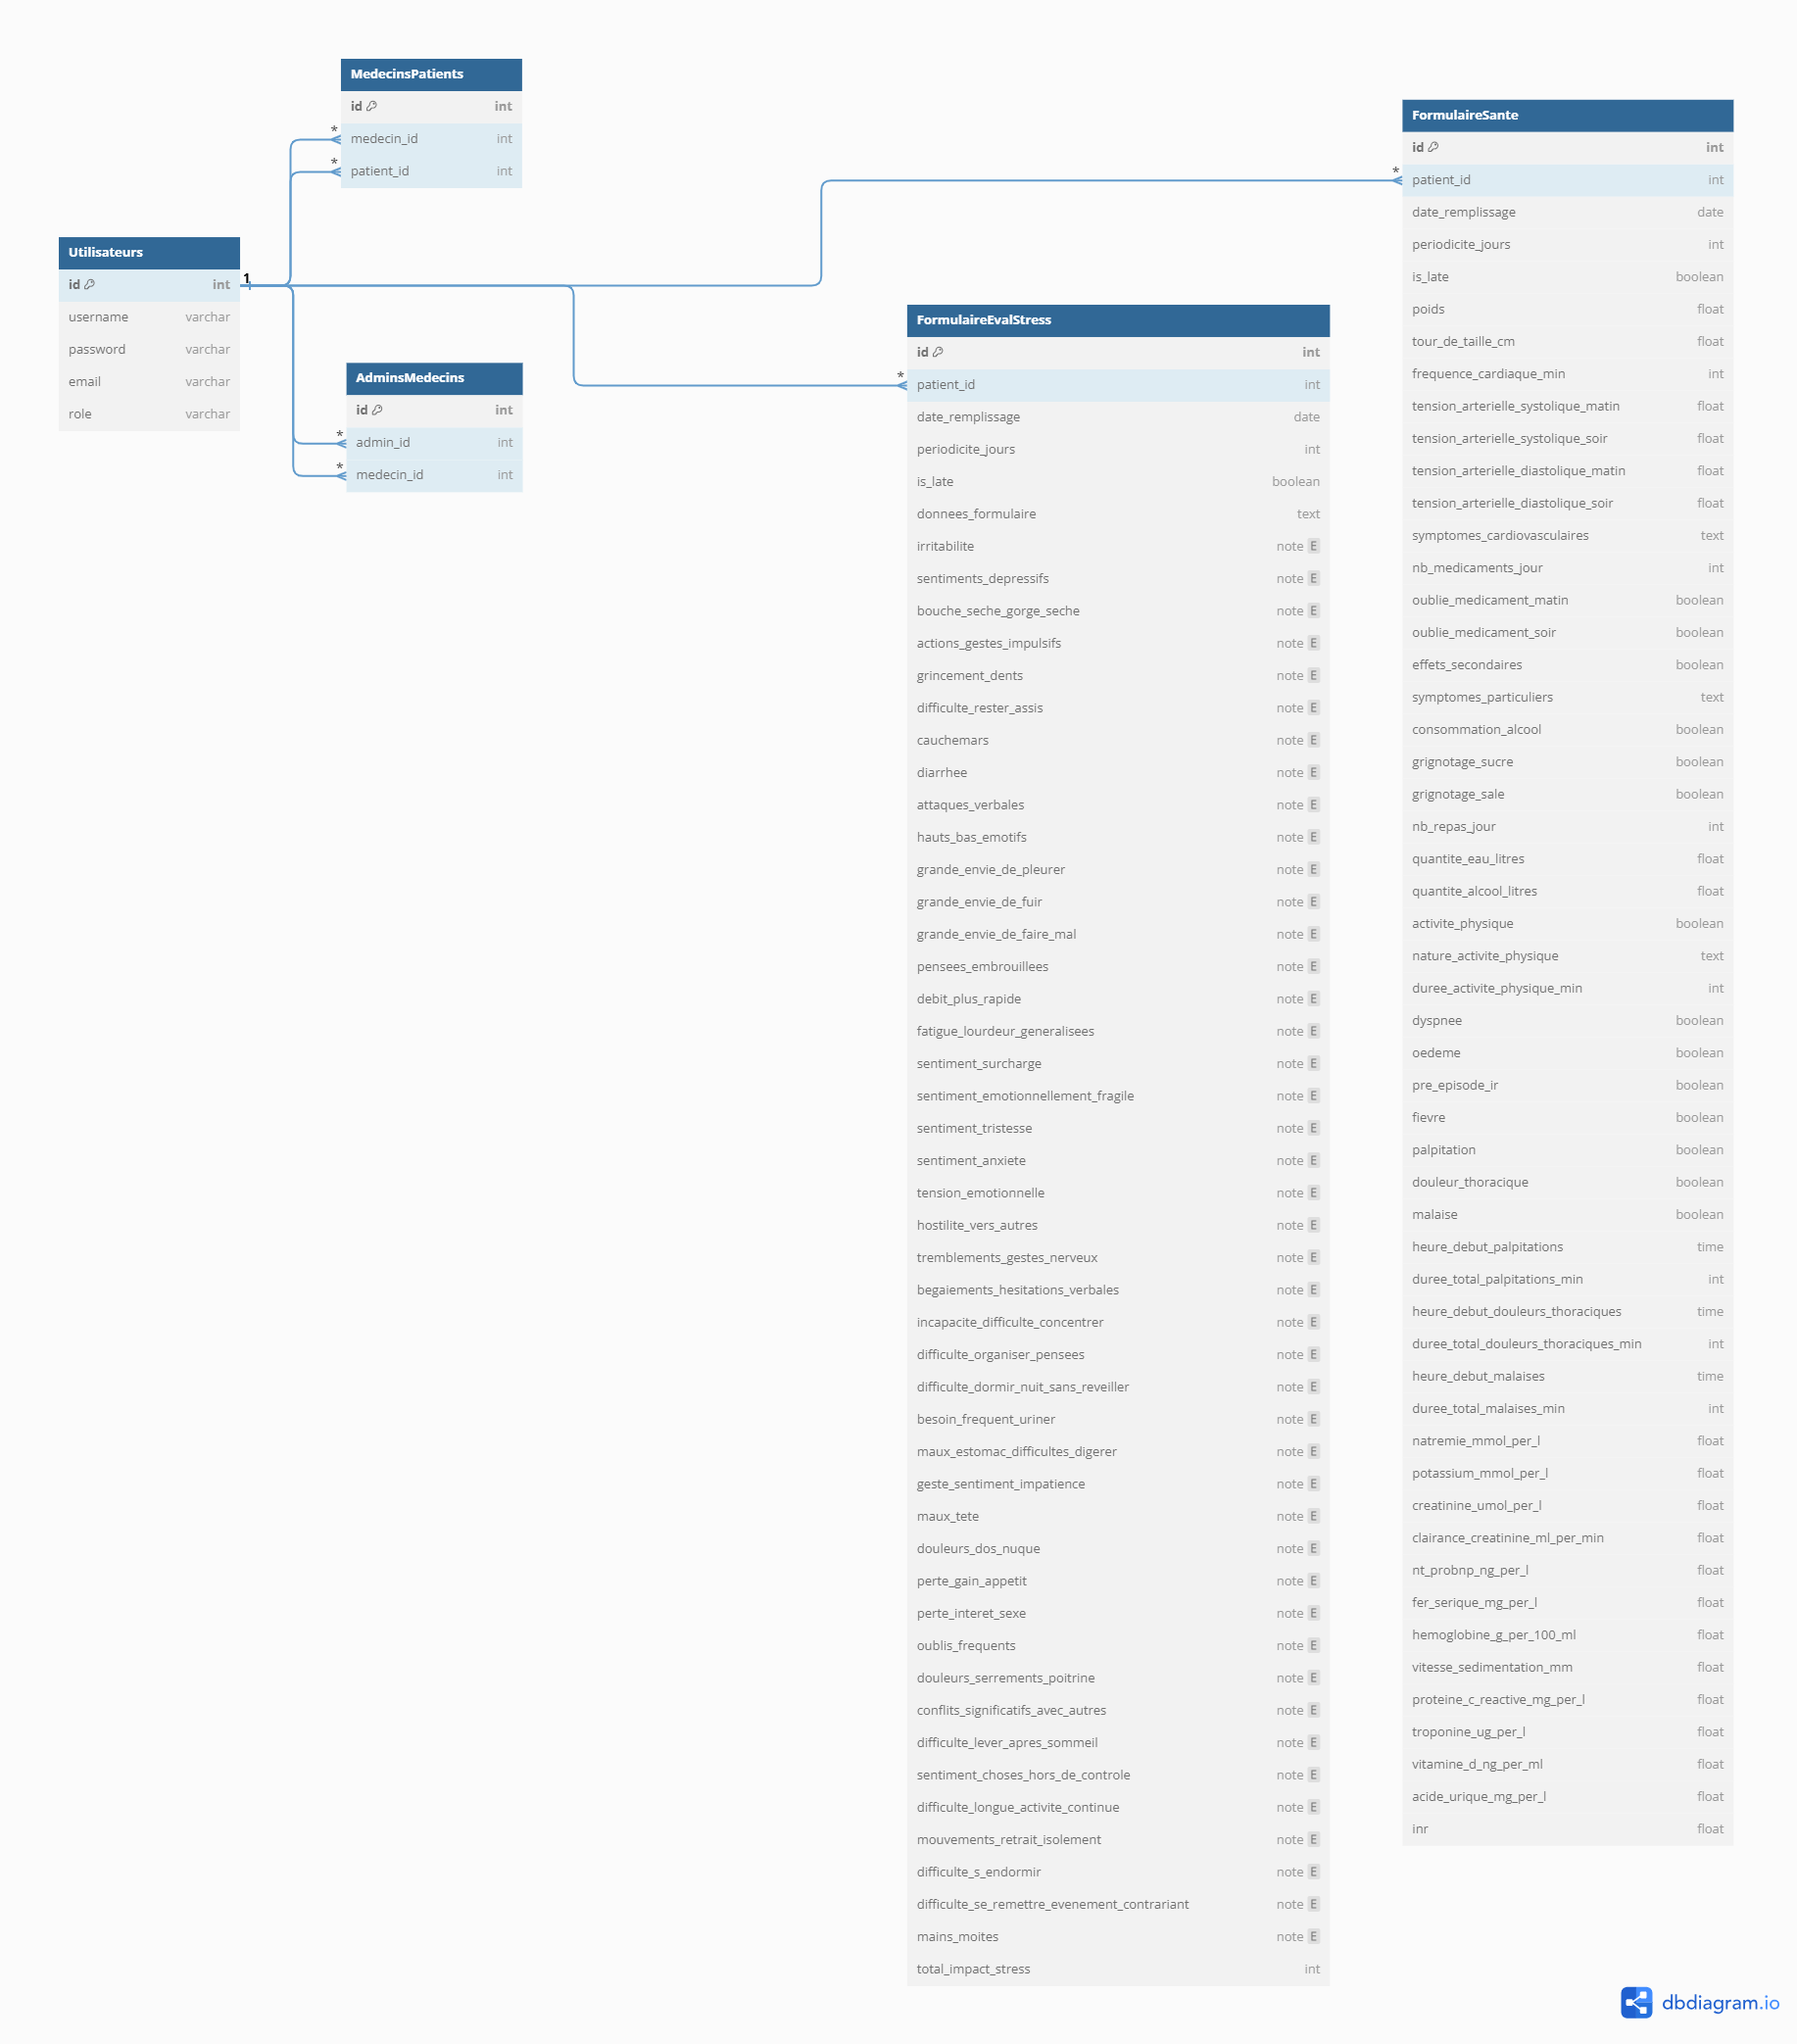 MedecinsPatients
id int
* medecin_id int
* patient_id int
Utilisateurs
id int 1
username varchar
password varchar
email varchar
role varchar
AdminsMedecins
id int
* admin_id int
* medecin_id int
FormulaireEvalStress
id int
* patient_id int
date_remplissage date
periodicite_jours int
is_late boolean
donnees_formulaire text
irritabilite note E
sentiments_depressifs note E
bouche_seche_gorge_seche note E
actions_gestes_impulsifs note E
grincement_dents note E
difficulte_rester_assis note E
cauchemars note E
diarrhee note E
attaques_verbales note E
hauts_bas_emotifs note E
grande_envie_de_pleurer note E
grande_envie_de_fuir note E
grande_envie_de_faire_mal note E
pensees_embrouillees note E
debit_plus_rapide note E
fatigue_lourdeur_generalisees note E
sentiment_surcharge note E
sentiment_emotionnellement_fragile note E
sentiment_tristesse note E
sentiment_anxiete note E
tension_emotionnelle note E
hostilite_vers_autres note E
tremblements_gestes_nerveux note E
begaiements_hesitations_verbales note E
incapacite_difficulte_concentrer note E
difficulte_organiser_pensees note E
difficulte_dormir_nuit_sans_reveiller note E
besoin_frequent_uriner note E
maux_estomac_difficultes_digerer note E
geste_sentiment_impatience note E
maux_tete note E
douleurs_dos_nuque note E
perte_gain_appetit note E
perte_interet_sexe note E
oublis_frequents note E
douleurs_serrements_poitrine note E
conflits_significatifs_avec_autres note E
difficulte_lever_apres_sommeil note E
sentiment_choses_hors_de_controle note E
difficulte_longue_activite_continue note E
mouvements_retrait_isolement note E
difficulte_s_endormir note E
difficulte_se_remettre_evenement_contrariant note E
mains_moites note E
total_impact_stress int
FormulaireSante
id int
* patient_id int
date_remplissage date
periodicite_jours int
is_late boolean
poids float
tour_de_taille_cm float
frequence_cardiaque_min int
tension_arterielle_systolique_matin float
tension_arterielle_systolique_soir float
tension_arterielle_diastolique_matin float
tension_arterielle_diastolique_soir float
symptomes_cardiovasculaires text
nb_medicaments_jour int
oublie_medicament_matin boolean
oublie_medicament_soir boolean
effets_secondaires boolean
symptomes_particuliers text
consommation_alcool boolean
grignotage_sucre boolean
grignotage_sale boolean
nb_repas_jour int
quantite_eau_litres float
quantite_alcool_litres float
activite_physique boolean
nature_activite_physique text
duree_activite_physique_min int
dyspnee boolean
oedeme boolean
pre_episode_ir boolean
fievre boolean
palpitation boolean
douleur_thoracique boolean
malaise boolean
heure_debut_palpitations time
duree_total_palpitations_min int
heure_debut_douleurs_thoraciques time
duree_total_douleurs_thoraciques_min int
heure_debut_malaises time
duree_total_malaises_min int
natremie_mmol_per_l float
potassium_mmol_per_l float
creatinine_umol_per_l float
clairance_creatinine_ml_per_min float
nt_probnp_ng_per_l float
fer_serique_mg_per_l float
hemoglobine_g_per_100_ml float
vitesse_sedimentation_mm float
proteine_c_reactive_mg_per_l float
troponine_ug_per_l float
vitamine_d_ng_per_ml float
acide_urique_mg_per_l float
inr float
dbdiagram.io